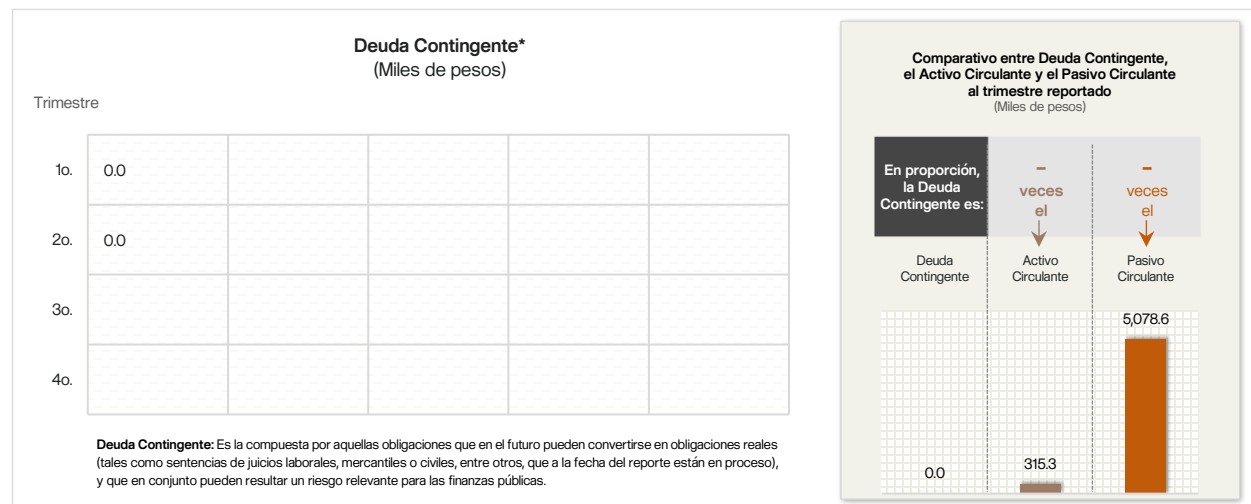 Deuda Contingente*
(Miles de pesos)
Trimestre
1o. 0.0
2o. 0.0
3o.
4o.
Deuda Contingente: Es la compuesta por aquellas obligaciones que en el futuro pueden convertirse en obligaciones reales
(tales como sentencias de juicios laborales, mercantiles o civiles, entre otros, que a la fecha del reporte están en proceso),
y que en conjunto pueden resultar un riesgo relevante para las finanzas públicas.
Comparativo entre Deuda Contingente,
el Activo Circulante y el Pasivo Circulante
al trimestre reportado
(Miles de pesos)
En proporción,
la Deuda
Contingente es:
–
veces
el
–
veces
el
Deuda
Contingente
Activo
Circulante
Pasivo
Circulante
0.0
315.3
5,078.6